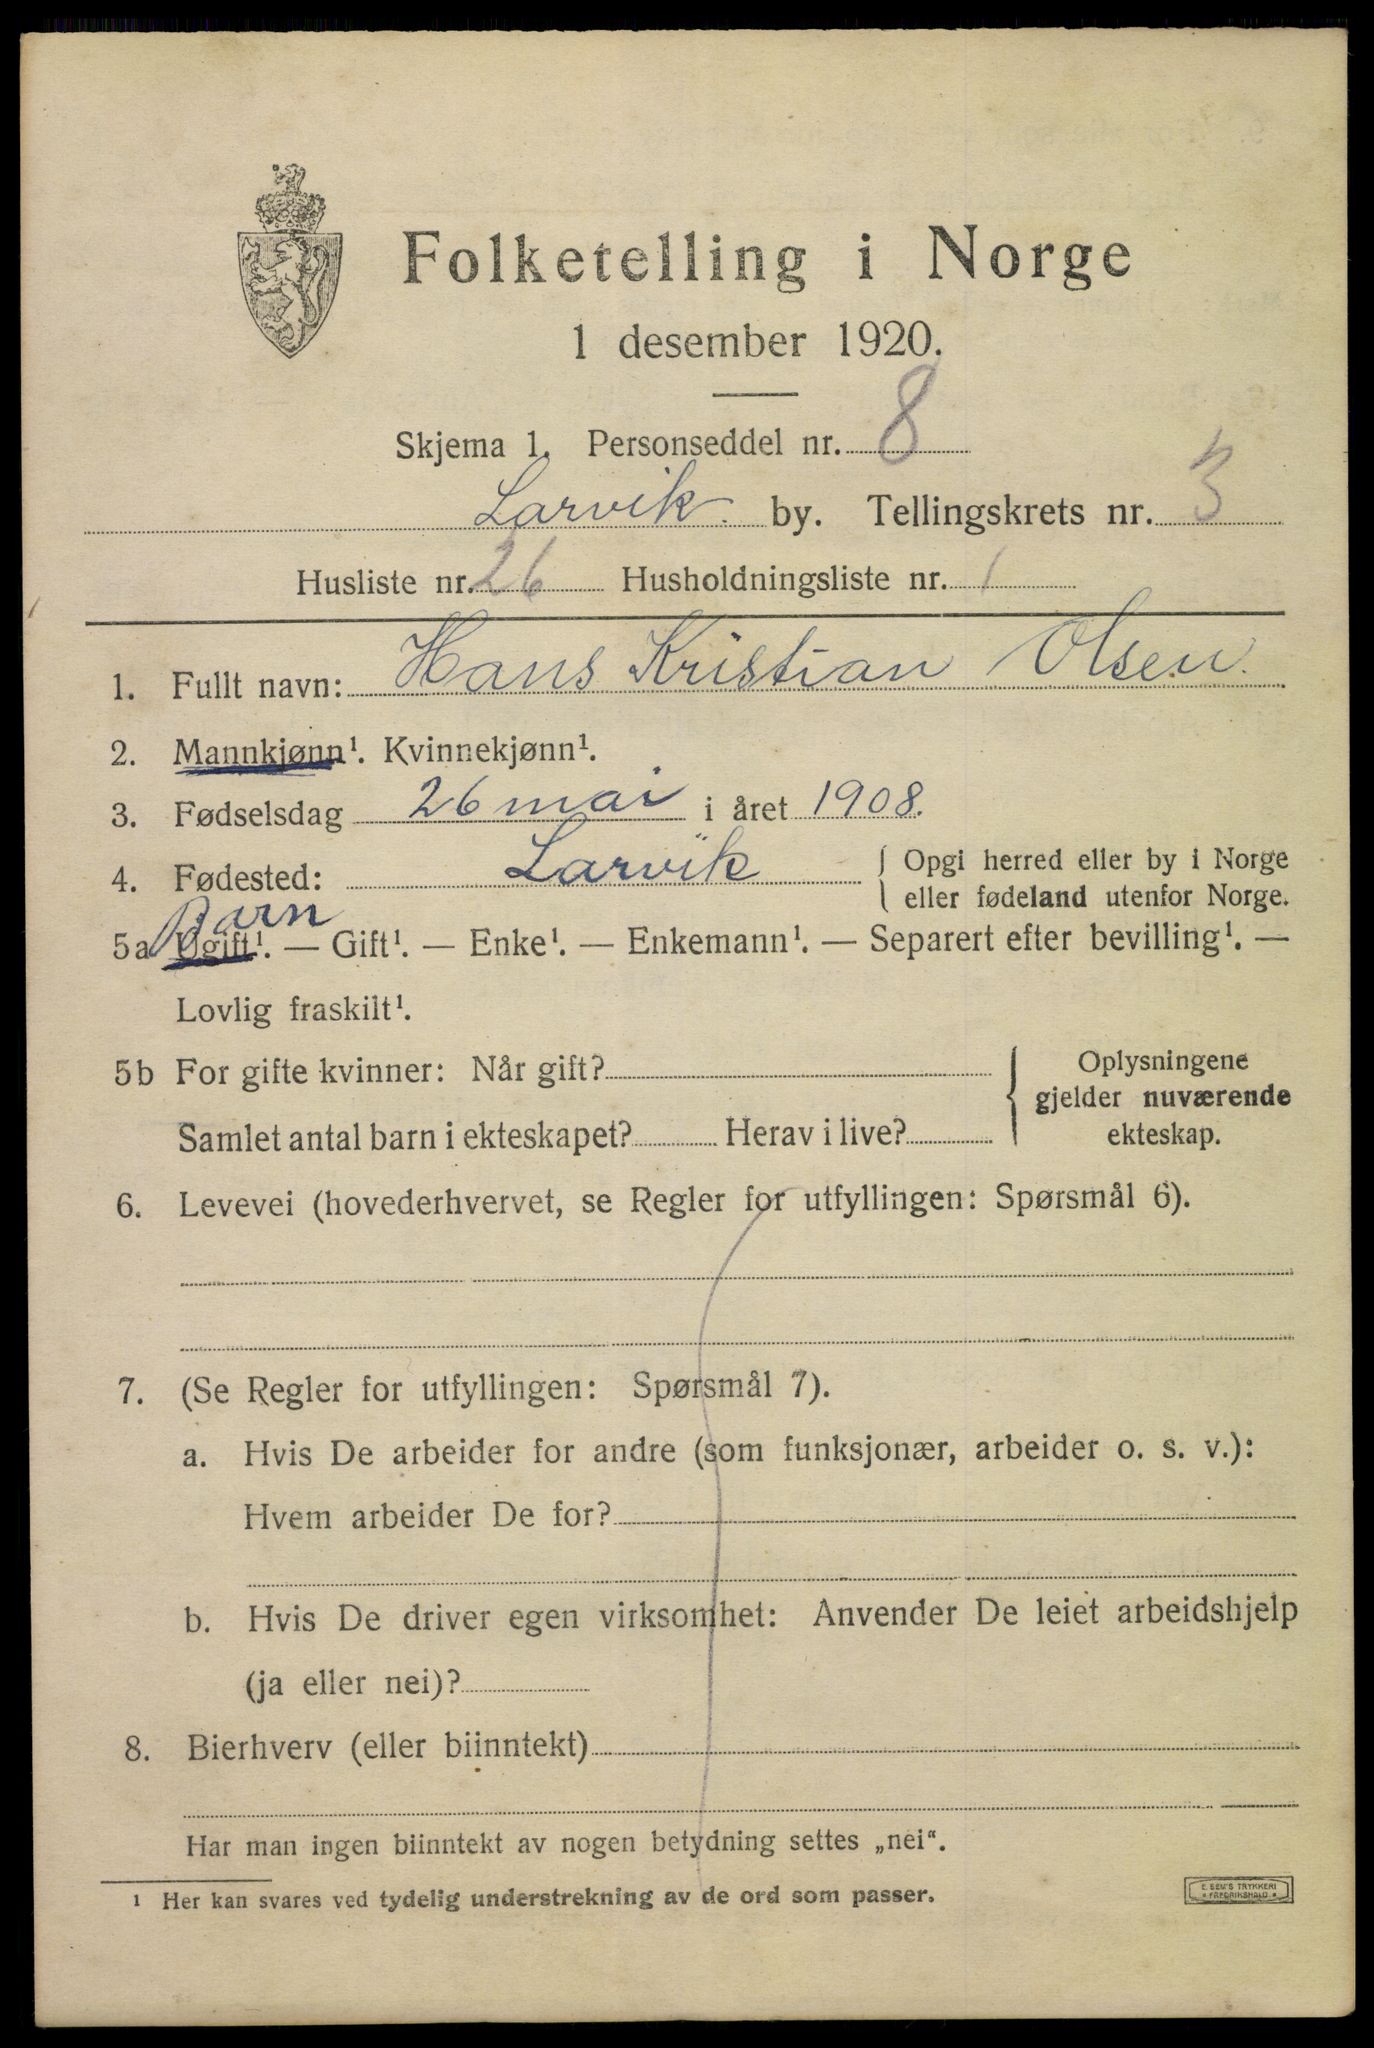 Folketelling i Norge
1 desember 1920.
Skjema 1. Personseddel nr. 8
Larvik by. Tellingskrets nr. 3
Husliste nr. 26 Husholdningsliste nr. 1
1. Fullt navn: Hans Kristian Olsen.
2. Mannkjønn¹. Kvinnekjønn¹.
3. Fødselsdag 26 mai i året 1908.
4. Fødested: Larvik { Opgi herred eller by i Norge
eller fødeland utenfor Norge.
Barn
5a Ugift¹. — Gift¹. — Enke¹. — Enkemann¹. — Separert efter bevilling¹. —
Lovlig fraskilt¹.
5b For gifte kvinner: Når gift?
Samlet antal barn i ekteskapet? Herav i live?
{ Oplysningene
gjelder nuværende
ekteskap.
6. Levevei (hovederhvervet, se Regler for utfyllingen: Spørsmål 6).
7. (Se Regler for utfyllingen: Spørsmål 7).
a. Hvis De arbeider for andre (som funksjonær, arbeider o. s. v.):
Hvem arbeider De for?
b. Hvis De driver egen virksomhet: Anvender De leiet arbeidshjelp
(ja eller nei)?
8. Bierhverv (eller biinntekt)
Har man ingen biinntekt av nogen betydning settes „nei“.
¹ Her kan svares ved tydelig understrekning av de ord som passer.
E. SEM'S TRYKKERI
• FREDRIKSHALD •